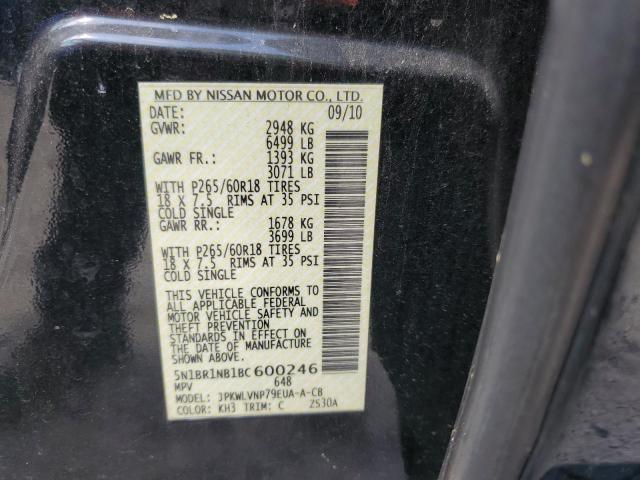 MFD BY NISSAN MOTOR CO., LTD.
DATE: 09/10
GVWR: 2948 KG
6499 LB
GAWR FR.: 1393 KG
3071 LB
WITH P265/60R18 TIRES
18 X 7.5 RIMS AT 35 PSI
COLD SINGLE
GAWR RR.: 1678 KG
3699 LB
WITH P265/60R18 TIRES
18 X 7.5 RIMS AT 35 PSI
COLD SINGLE
THIS VEHICLE CONFORMS TO
ALL APPLICABLE FEDERAL
MOTOR VEHICLE SAFETY AND
THEFT PREVENTION
STANDARDS IN EFFECT ON
THE DATE OF MANUFACTURE
SHOWN ABOVE.
5N1BR1NB1BC600246
MPV 648
MODEL: JPKWLVNP79EUA-A-CB
COLOR: KH3 TRIM: C ZS30A